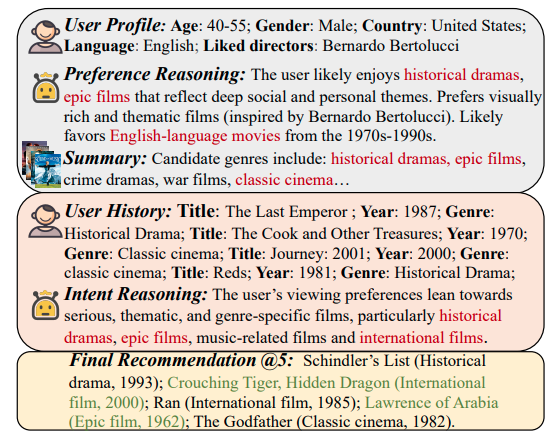 User Profile: Age: 40-55; Gender: Male; Country: United States;
Language: English; Liked directors: Bernardo Bertolucci
Preference Reasoning: The user likely enjoys historical dramas,
epic films that reflect deep social and personal themes. Prefers visually
rich and thematic films (inspired by Bernardo Bertolucci). Likely
favors English-language movies from the 1970s-1990s.
Summary: Candidate genres include: historical dramas, epic films,
crime dramas, war films, classic cinema…
User History: Title: The Last Emperor ; Year: 1987; Genre:
Historical Drama; Title: The Cook and Other Treasures; Year: 1970;
Genre: Classic cinema; Title: Journey: 2001; Year: 2000; Genre:
classic cinema; Title: Reds; Year: 1981; Genre: Historical Drama;
Intent Reasoning: The user's viewing preferences lean towards
serious, thematic, and genre-specific films, particularly historical
dramas, epic films, music-related films and international films.
Final Recommendation @5: Schindler's List (Historical
drama, 1993); Crouching Tiger, Hidden Dragon (International
film, 2000); Ran (International film, 1985); Lawrence of Arabia
(Epic film, 1962); The Godfather (Classic cinema, 1982).